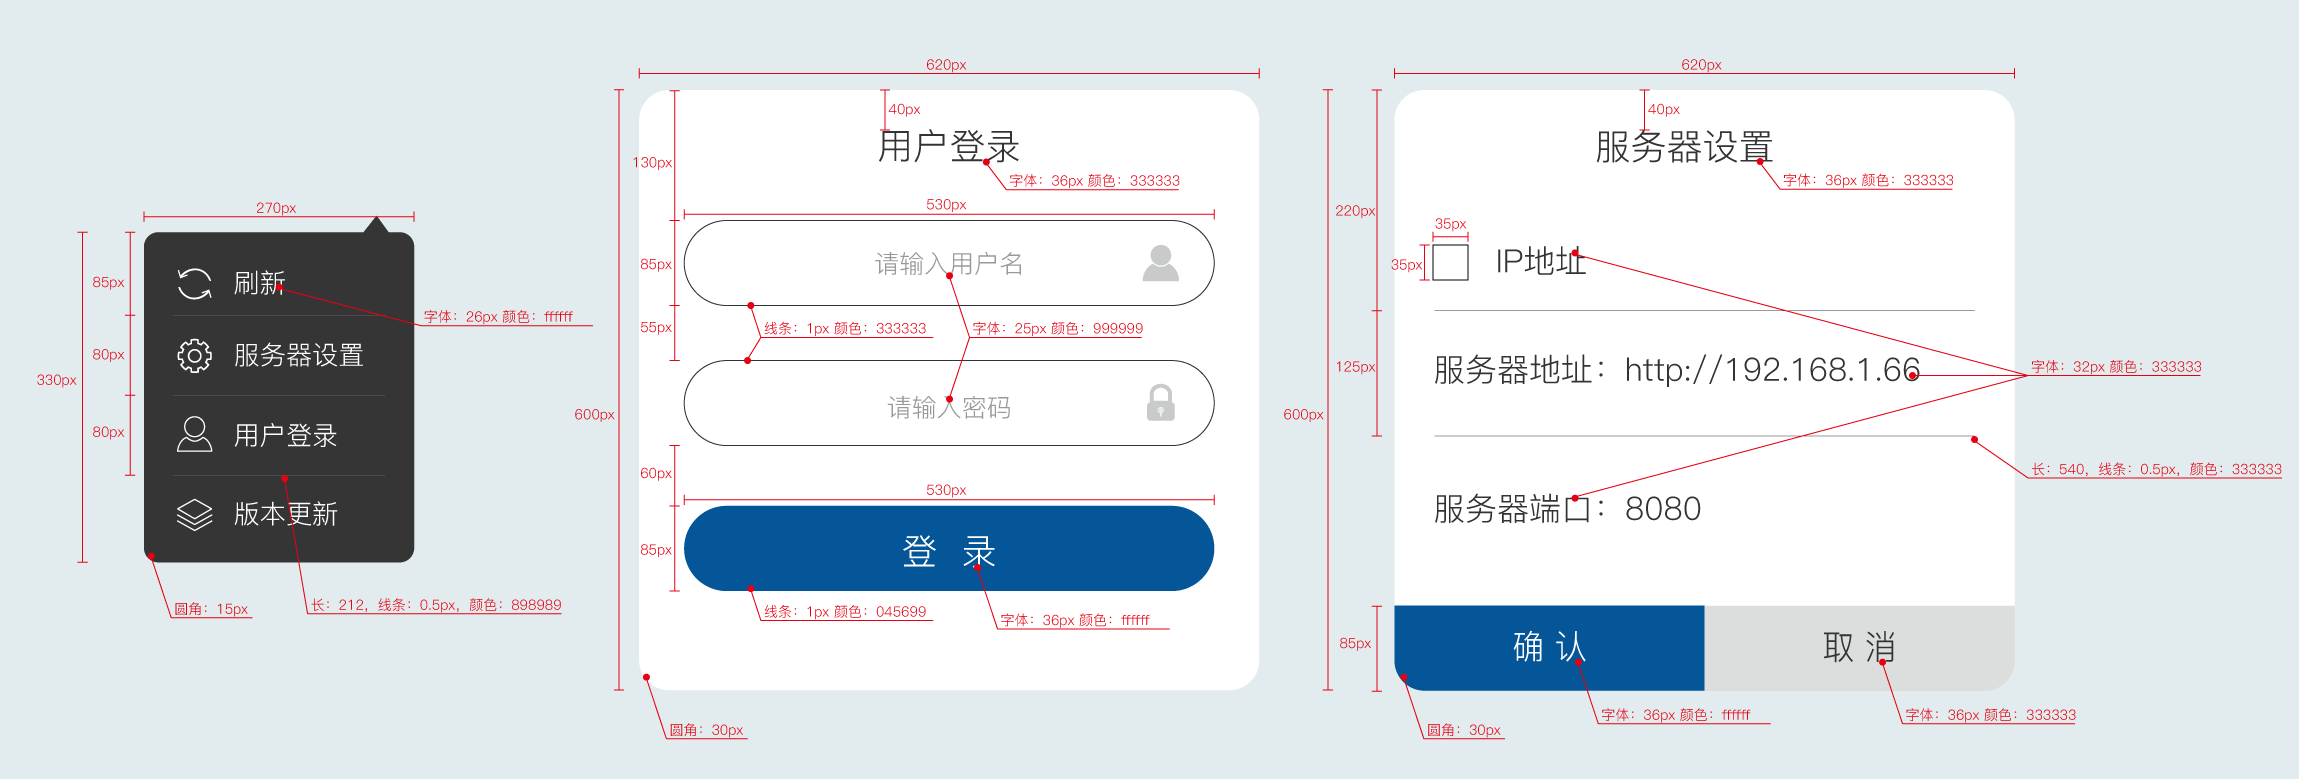 270px
85px
80px
330px
80px
刷新
服务器设置
用户登录
版本更新
字体：26px 颜色：ffffff
圆角：15px
长：212，线条：0.5px，颜色：898989
620px
40px
130px
用户登录
字体：36px 颜色：333333
530px
85px
请输入用户名
55px
线条：1px 颜色：333333
字体：25px 颜色：999999
600px
请输入密码
60px
530px
85px
登 录
线条：1px 颜色：045699
字体：36px 颜色：ffffff
圆角：30px
620px
40px
服务器设置
字体：36px 颜色：333333
220px
35px
35px
IP地址
125px
服务器地址：http://192.168.1.66
字体：32px 颜色：333333
600px
长：540，线条：0.5px，颜色：333333
服务器端口：8080
85px
确 认
取 消
字体：36px 颜色：ffffff
字体：36px 颜色：333333
圆角：30px